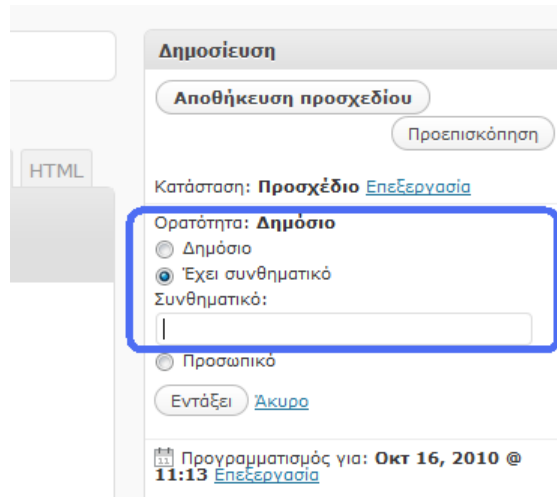 Δημοσίευση
Αποθήκευση προσχεδίου
Προεπισκόπηση
HTML
Κατάσταση: Προσχέδιο Επεξεργασία
Ορατότητα: Δημόσιο
Δημόσιο
Έχει συνθηματικό
Συνθηματικό:
Προσωπικό
Εντάξει Άκυρο
11 Προγραμματισμός για: Οκτ 16, 2010 @
11:13 Επεξεργασία